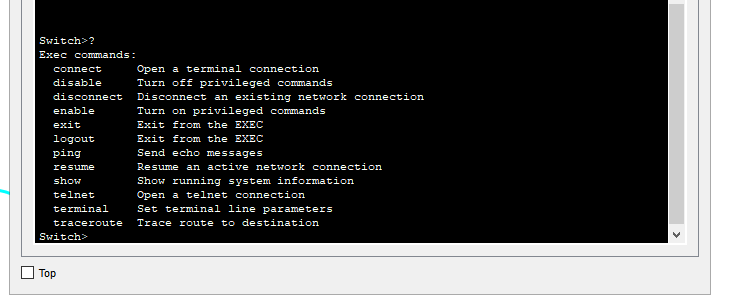 Switch>?
Exec commands:
  connect     Open a terminal connection
  disable     Turn off privileged commands
  disconnect  Disconnect an existing network connection
  enable      Turn on privileged commands
  exit        Exit from the EXEC
  logout      Exit from the EXEC
  ping        Send echo messages
  resume      Resume an active network connection
  show        Show running system information
  telnet      Open a telnet connection
  terminal    Set terminal line parameters
  traceroute  Trace route to destination
Switch>
Top